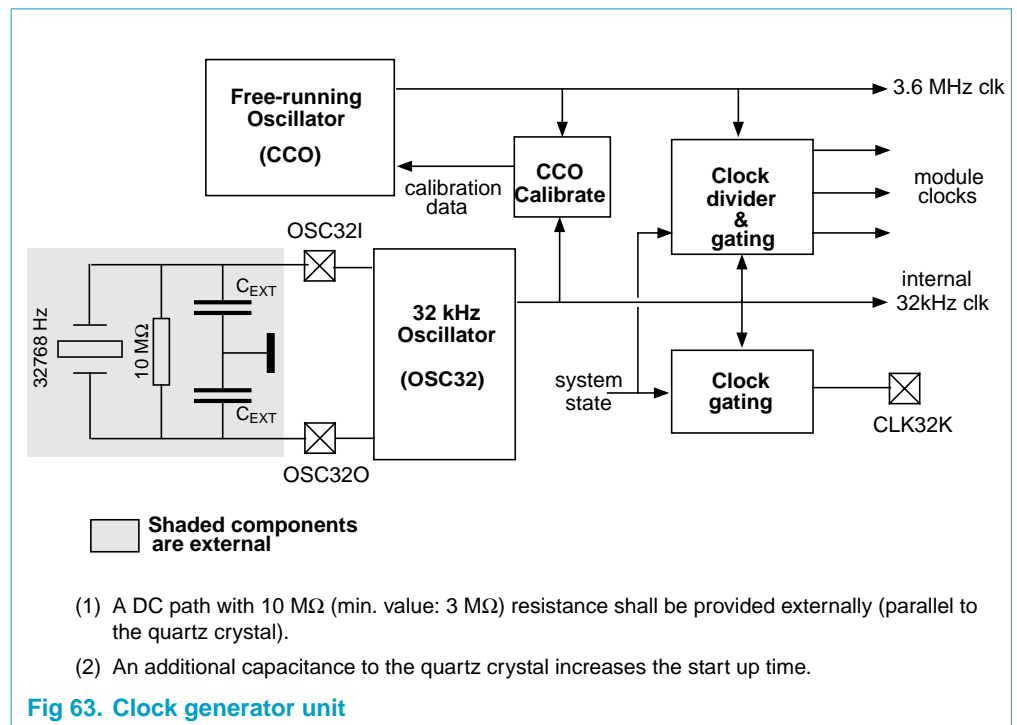 Free-running
Oscillator
(CCO)
3.6 MHz clk
CCO
Calibrate
calibration
data
Clock
divider
&
gating
module
clocks
OSC32I
32768 Hz
10 MΩ
CEXT
CEXT
32 kHz
Oscillator
(OSC32)
internal
32kHz clk
system
state
Clock
gating
CLK32K
OSC32O
Shaded components
are external
(1) A DC path with 10 MΩ (min. value: 3 MΩ) resistance shall be provided externally (parallel to
the quartz crystal).
(2) An additional capacitance to the quartz crystal increases the start up time.
Fig 63. Clock generator unit